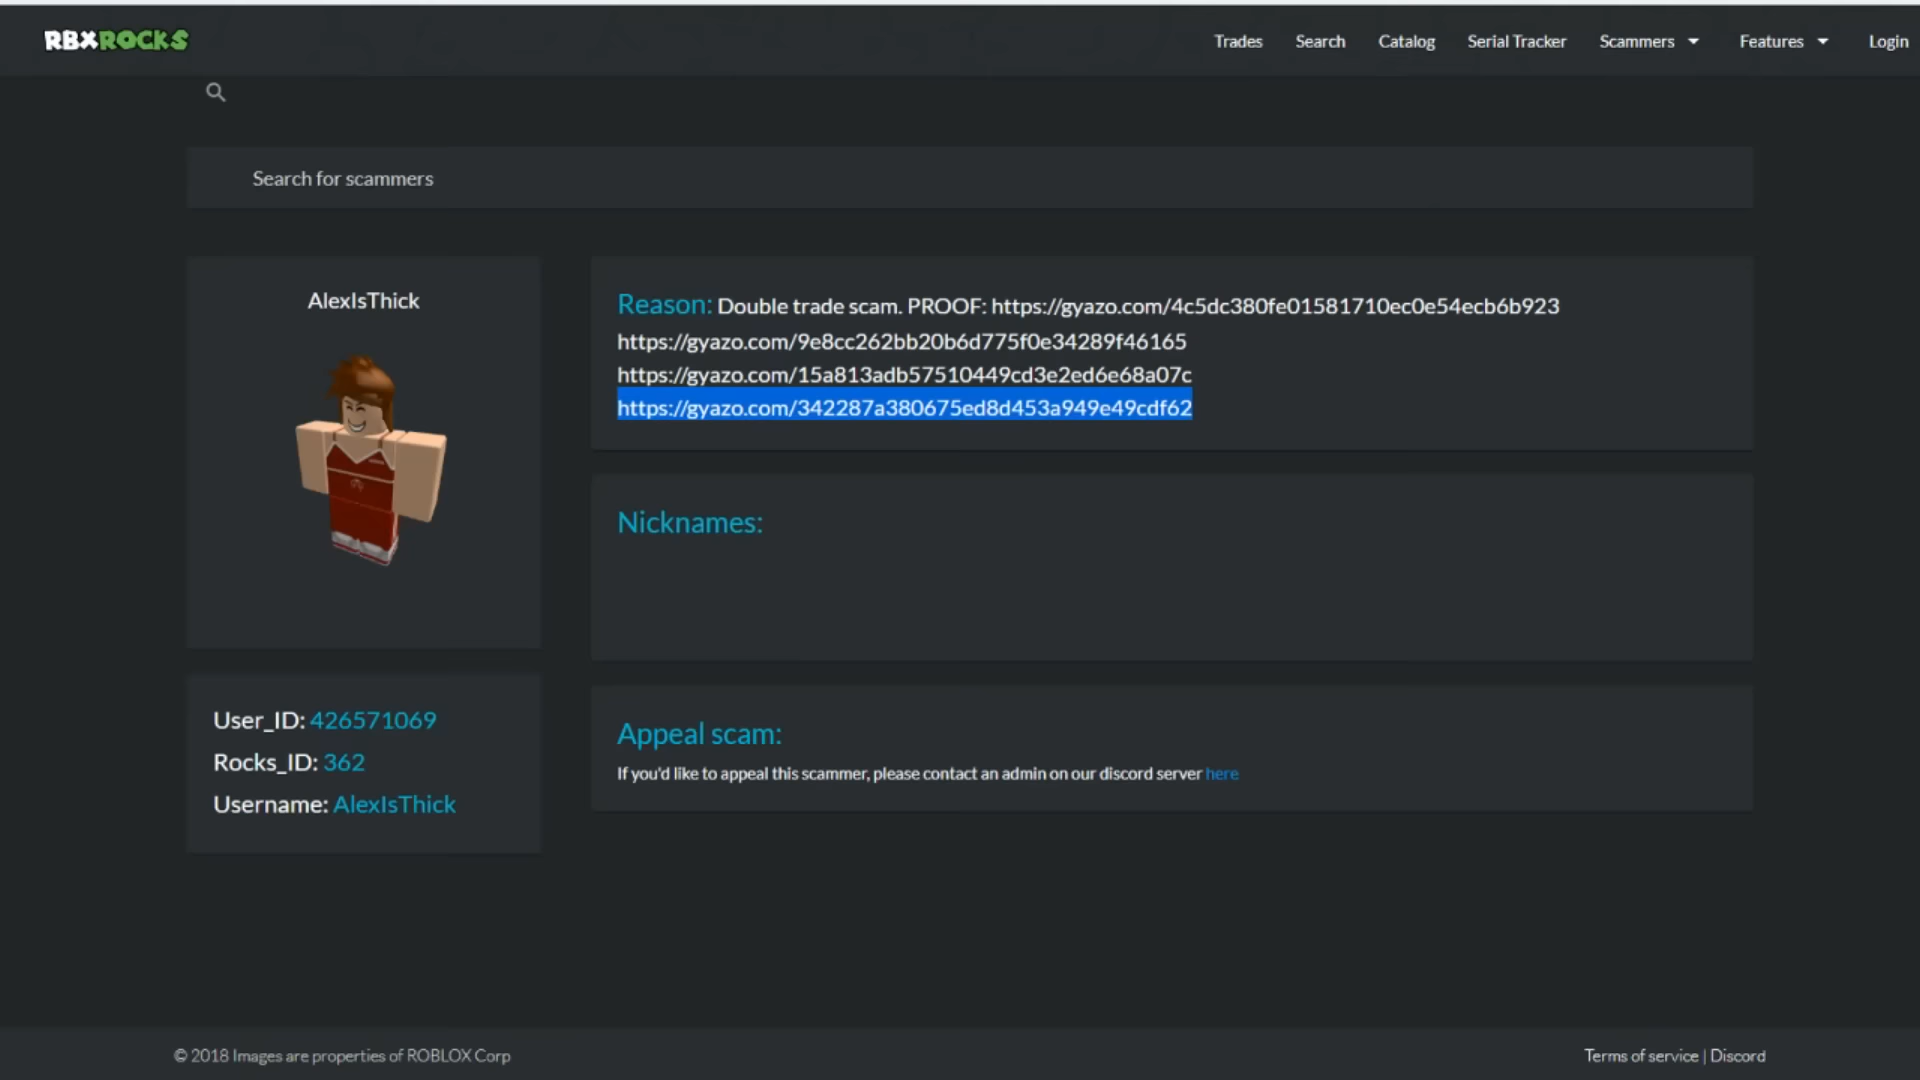 RBXROCKS
Trades Search Catalog Serial Tracker Scammers Features Login
Search for scammers
AlexIsThick
Reason: Double trade scam. PROOF: https://gyazo.com/4c5dc380fe01581710ec0e54ecb6b923
https://gyazo.com/9e8cc262bb20b6d775f0e34289f46165
https://gyazo.com/15a813adb57510449cd3e2ed6e68a07c
https://gyazo.com/342287a380675ed8d453a949e49cdf62
Nicknames:
User_ID: 426571069
Rocks_ID: 362
Username: AlexIsThick
Appeal scam:
If you'd like to appeal this scammer, please contact an admin on our discord server here
© 2018 Images are properties of ROBLOX Corp
Terms of service | Discord